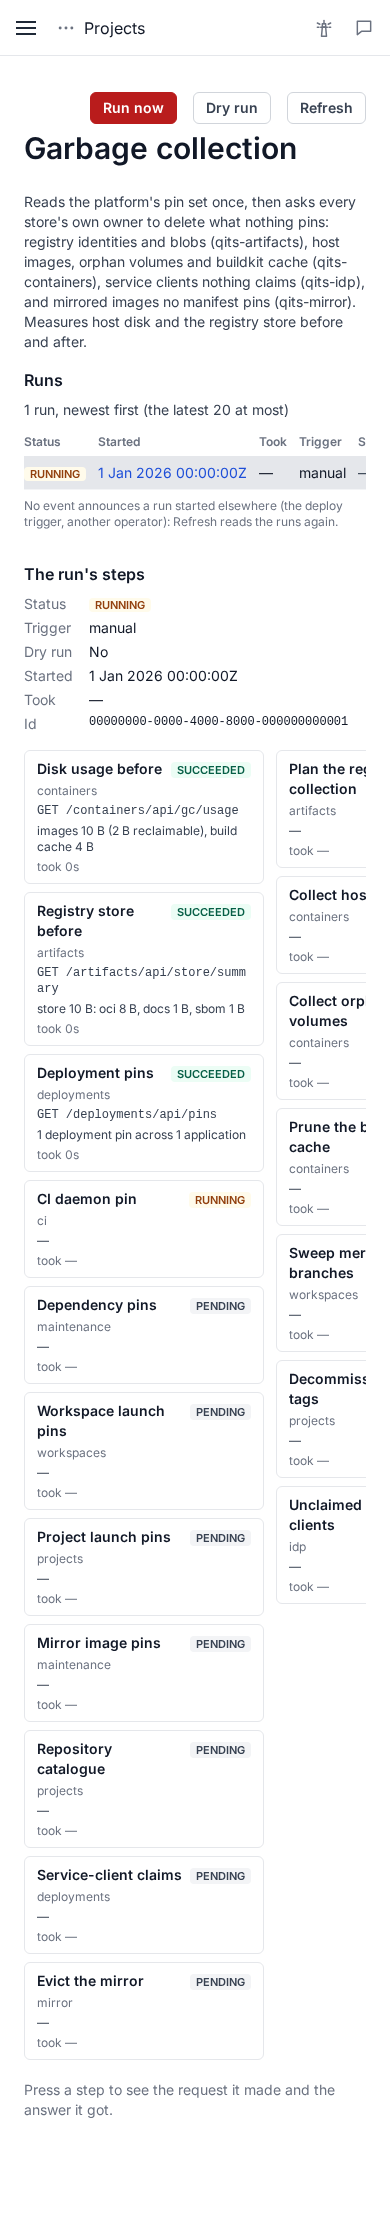 ··· Projects
Run now Dry run Refresh
Garbage collection
Reads the platform's pin set once, then asks every
store's own owner to delete what nothing pins:
registry identities and blobs (qits-artifacts), host
images, orphan volumes and buildkit cache (qits-
containers), service clients nothing claims (qits-idp),
and mirrored images no manifest pins (qits-mirror).
Measures host disk and the registry store before
and after.
Runs
1 run, newest first (the latest 20 at most)
Status Started Took Trigger S
RUNNING 1 Jan 2026 00:00:00Z — manual —
No event announces a run started elsewhere (the deploy
trigger, another operator): Refresh reads the runs again.
The run's steps
Status RUNNING
Trigger manual
Dry run No
Started 1 Jan 2026 00:00:00Z
Took —
Id 00000000-0000-4000-8000-000000000001
Disk usage before SUCCEEDED
containers
GET /containers/api/gc/usage
images 10 B (2 B reclaimable), build
cache 4 B
took 0s
Registry store
before
SUCCEEDED
artifacts
GET /artifacts/api/store/summ
ary
store 10 B: oci 8 B, docs 1 B, sbom 1 B
took 0s
Deployment pins SUCCEEDED
deployments
GET /deployments/api/pins
1 deployment pin across 1 application
took 0s
CI daemon pin RUNNING
ci
—
took —
Dependency pins PENDING
maintenance
—
took —
Workspace launch
pins
PENDING
workspaces
—
took —
Project launch pins PENDING
projects
—
took —
Mirror image pins PENDING
maintenance
—
took —
Repository
catalogue
PENDING
projects
—
took —
Service-client claims PENDING
deployments
—
took —
Evict the mirror PENDING
mirror
—
took —
Plan the reg
collection
artifacts
—
took —
Collect hos
containers
—
took —
Collect orp
volumes
containers
—
took —
Prune the b
cache
containers
—
took —
Sweep mer
branches
workspaces
—
took —
Decommiss
tags
projects
—
took —
Unclaimed
clients
idp
—
took —
Press a step to see the request it made and the
answer it got.